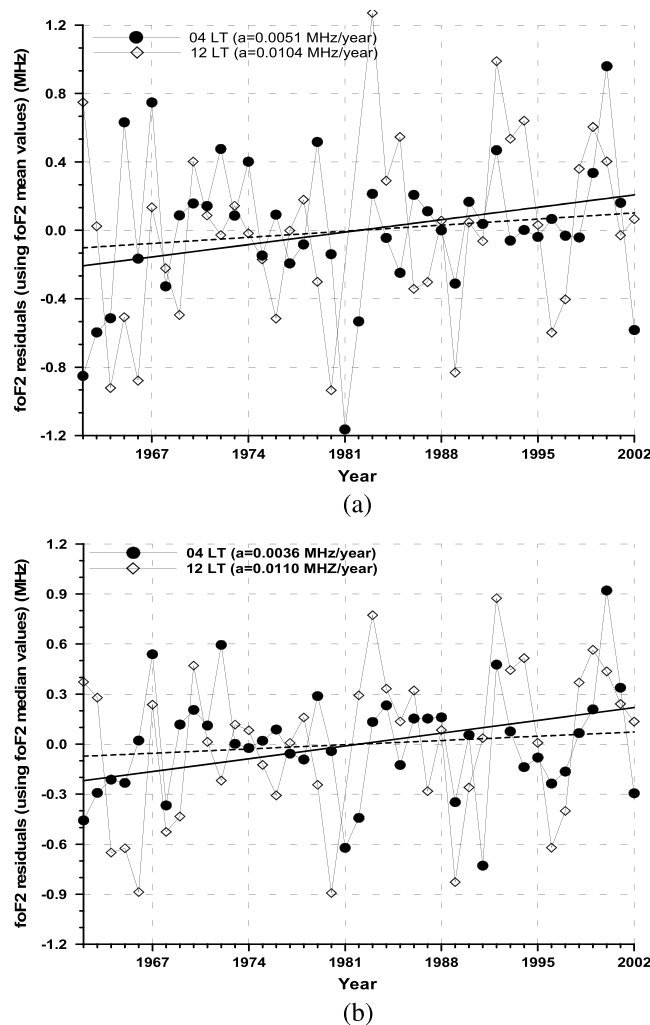 04 LT (a=0.0051 MHz/year)
12 LT (a=0.0104 MHz/year)
foF2 residuals (using foF2 mean values) (MHz)
1.2
0.8
0.4
0.0
-0.4
-0.8
-1.2
1967 1974 1981 1988 1995 2002
Year
(a)
04 LT (a=0.0036 MHz/year)
12 LT (a=0.0110 MHZ/year)
foF2 residuals (using foF2 median values) (MHz)
1.2
0.9
0.6
0.3
0.0
-0.3
-0.6
-0.9
-1.2
1967 1974 1981 1988 1995 2002
Year
(b)